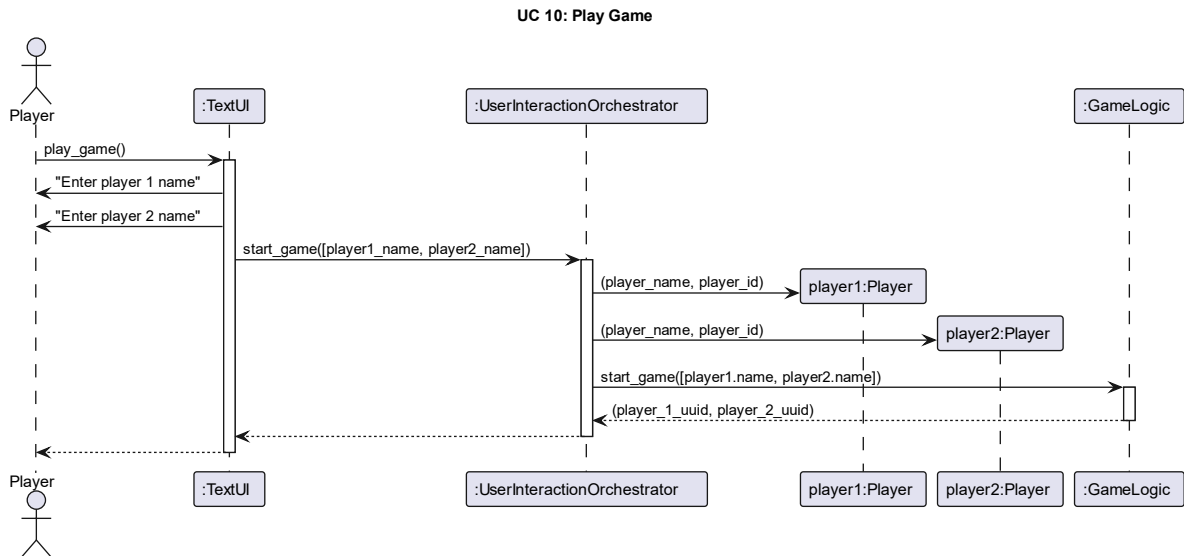 UC 10: Play Game
Player
:TextUI
:UserInteractionOrchestrator
:GameLogic
play_game()
"Enter player 1 name"
"Enter player 2 name"
start_game([player1_name, player2_name])
(player_name, player_id)
player1:Player
(player_name, player_id)
player2:Player
start_game([player1.name, player2.name])
(player_1_uuid, player_2_uuid)
Player
:TextUI
:UserInteractionOrchestrator
player1:Player
player2:Player
:GameLogic